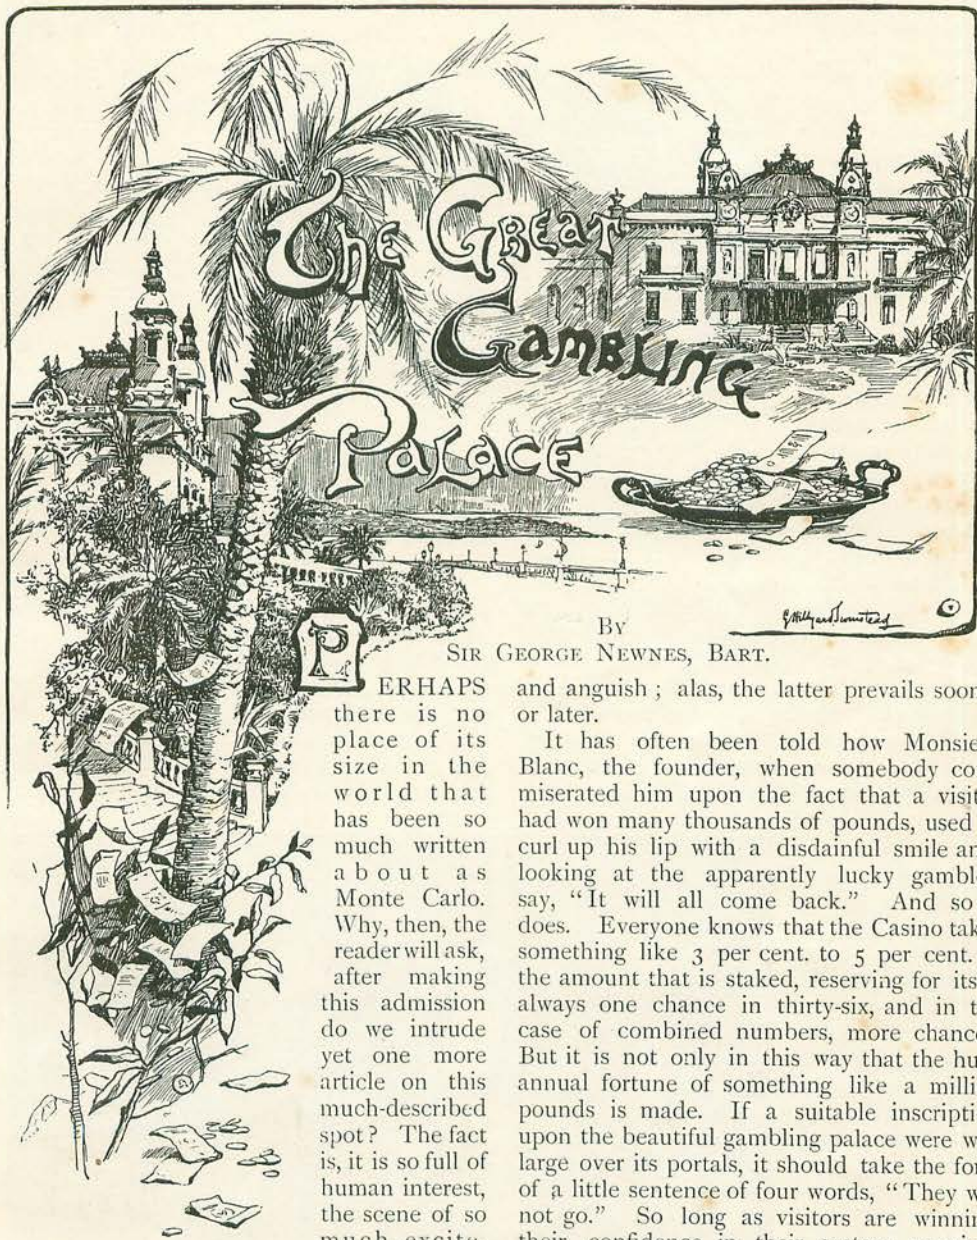 The Great
Gambling
Palace
By
Sir George Newnes, Bart.
PERHAPS
there is no
place of its
size in the
world that
has been so
much written
about as
Monte Carlo.
Why, then, the
reader will ask,
after making
this admission
do we intrude
yet one more
article on this
much-described
spot? The fact
is, it is so full of
human interest,
the scene of so
much excite-
and anguish ; alas, the latter prevails soon
or later.
It has often been told how Monsie
Blanc, the founder, when somebody co
miserated him upon the fact that a visit
had won many thousands of pounds, used
curl up his lip with a disdainful smile an
looking at the apparently lucky gambl
say, “It will all come back.” And so
does. Everyone knows that the Casino tak
something like 3 per cent. to 5 per cent.
the amount that is staked, reserving for its
always one chance in thirty-six, and in t
case of combined numbers, more chanc
But it is not only in this way that the hu
annual fortune of something like a milli
pounds is made. If a suitable inscripti
upon the beautiful gambling palace were w
large over its portals, it should take the for
of a little sentence of four words, “They w
not go.” So long as visitors are winnin
their confidence in their